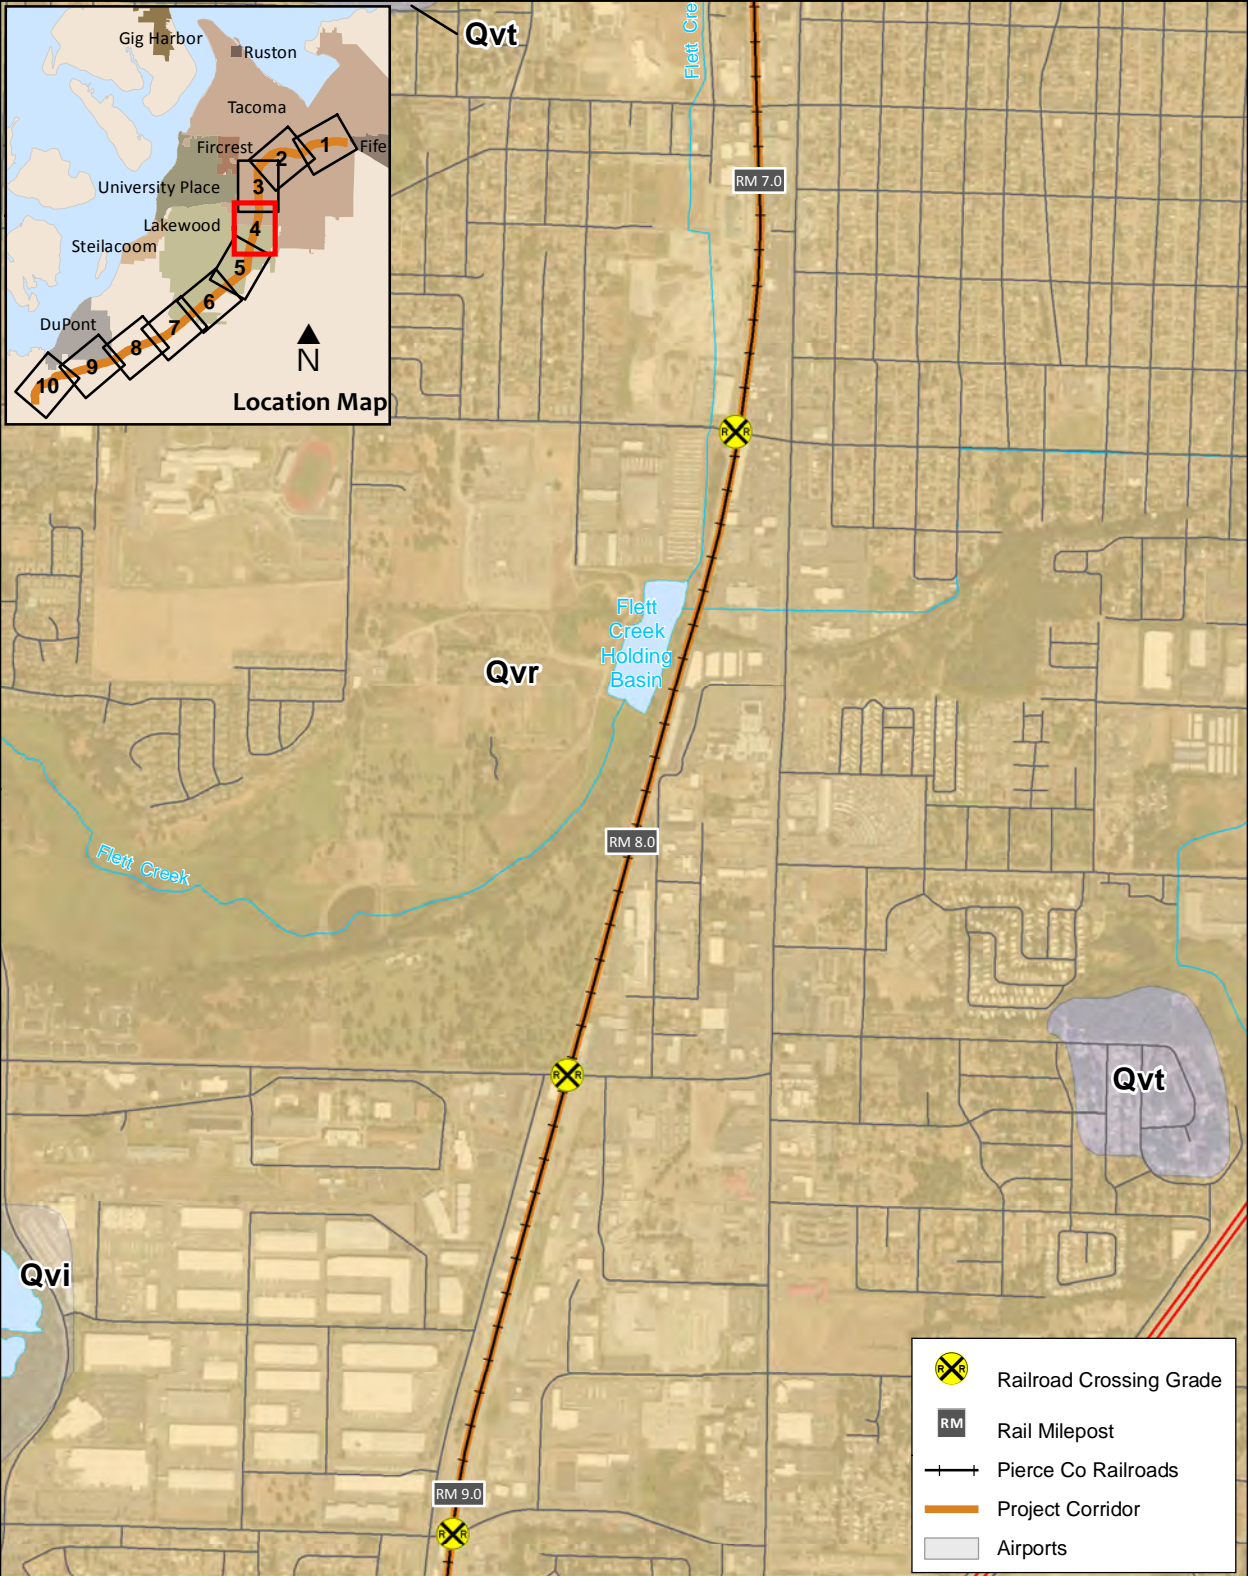 Gig Harbor
Ruston
Tacoma
Fircrest
1
Fife
2
University Place
3
Lakewood
4
Steilacoom
5
6
DuPont
7
8
9
10
N
Location Map
Qvt
Flett Cre
RM 7.0
R R
Flett
Creek
Holding
Basin
Qvr
RM 8.0
Flett Creek
R R
Qvt
Qvi
RM 9.0
R R
R R
Railroad Crossing Grade
RM
Rail Milepost
Pierce Co Railroads
Project Corridor
Airports